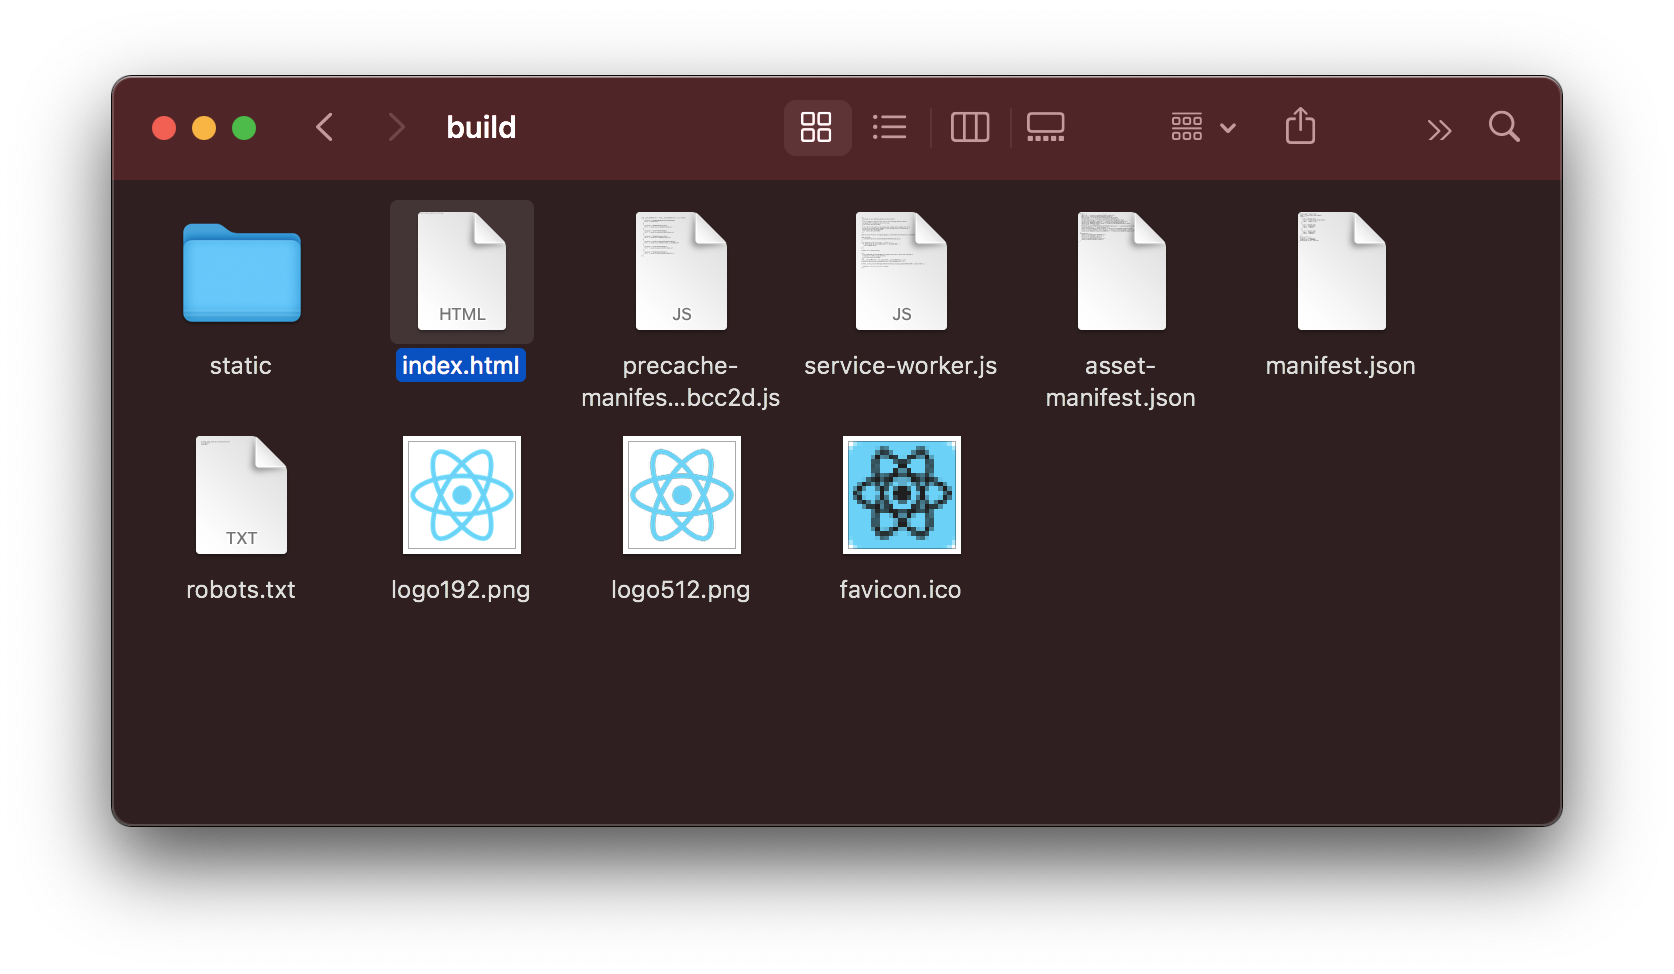 build
HTML
JS
JS
static
index.html
precache-
manifes...bcc2d.js
service-worker.js
asset-
manifest.json
manifest.json
TXT
robots.txt
logo192.png
logo512.png
favicon.ico